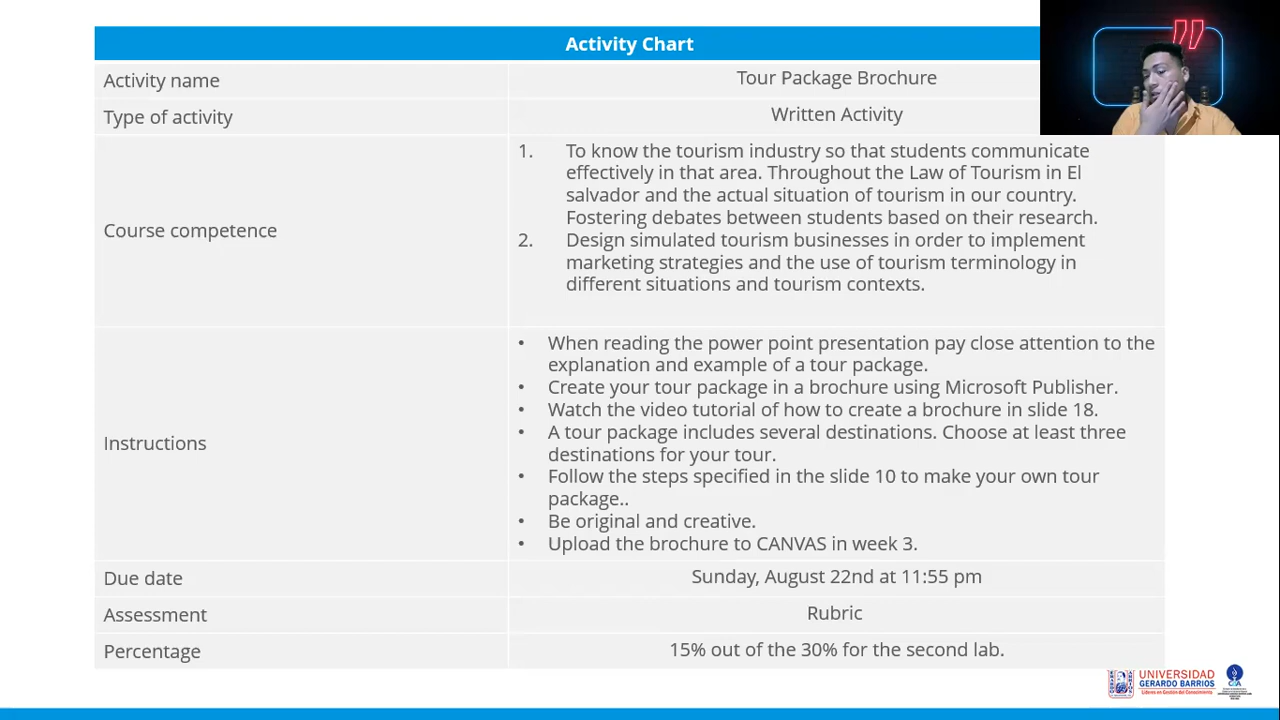 Activity Chart
Activity name
Tour Package Brochure
Type of activity
Written Activity
Course competence
1. To know the tourism industry so that students communicate
effectively in that area. Throughout the Law of Tourism in El
salvador and the actual situation of tourism in our country.
Fostering debates between students based on their research.
2. Design simulated tourism businesses in order to implement
marketing strategies and the use of tourism terminology in
different situations and tourism contexts.
Instructions
• When reading the power point presentation pay close attention to the
explanation and example of a tour package.
• Create your tour package in a brochure using Microsoft Publisher.
• Watch the video tutorial of how to create a brochure in slide 18.
• A tour package includes several destinations. Choose at least three
destinations for your tour.
• Follow the steps specified in the slide 10 to make your own tour
package..
• Be original and creative.
• Upload the brochure to CANVAS in week 3.
Due date
Sunday, August 22nd at 11:55 pm
Assessment
Rubric
Percentage
15% out of the 30% for the second lab.
UNIVERSIDAD
GERARDO BARRIOS
Líderes en Gestión del Conocimiento